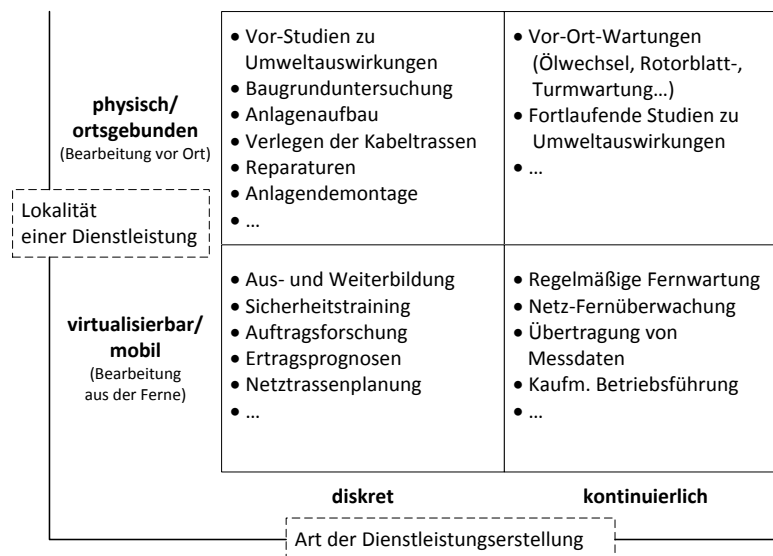 physisch/
ortsgebunden
(Bearbeitung vor Ort)
• Vor-Studien zu
Umweltauswirkungen
• Baugrunduntersuchung
• Anlagenaufbau
• Verlegen der Kabeltrassen
• Reparaturen
• Anlagendemontage
• ...
• Vor-Ort-Wartungen
(Ölwechsel, Rotorblatt-,
Turmwartung...)
• Fortlaufende Studien zu
Umweltauswirkungen
• ...
Lokalität
einer Dienstleistung
virtualisierbar/
mobil
(Bearbeitung
aus der Ferne)
• Aus- und Weiterbildung
• Sicherheitstraining
• Auftragsforschung
• Ertragsprognosen
• Netztrassenplanung
• ...
• Regelmäßige Fernwartung
• Netz-Fernüberwachung
• Übertragung von
Messdaten
• Kaufm. Betriebsführung
• ...
diskret
kontinuierlich
Art der Dienstleistungserstellung